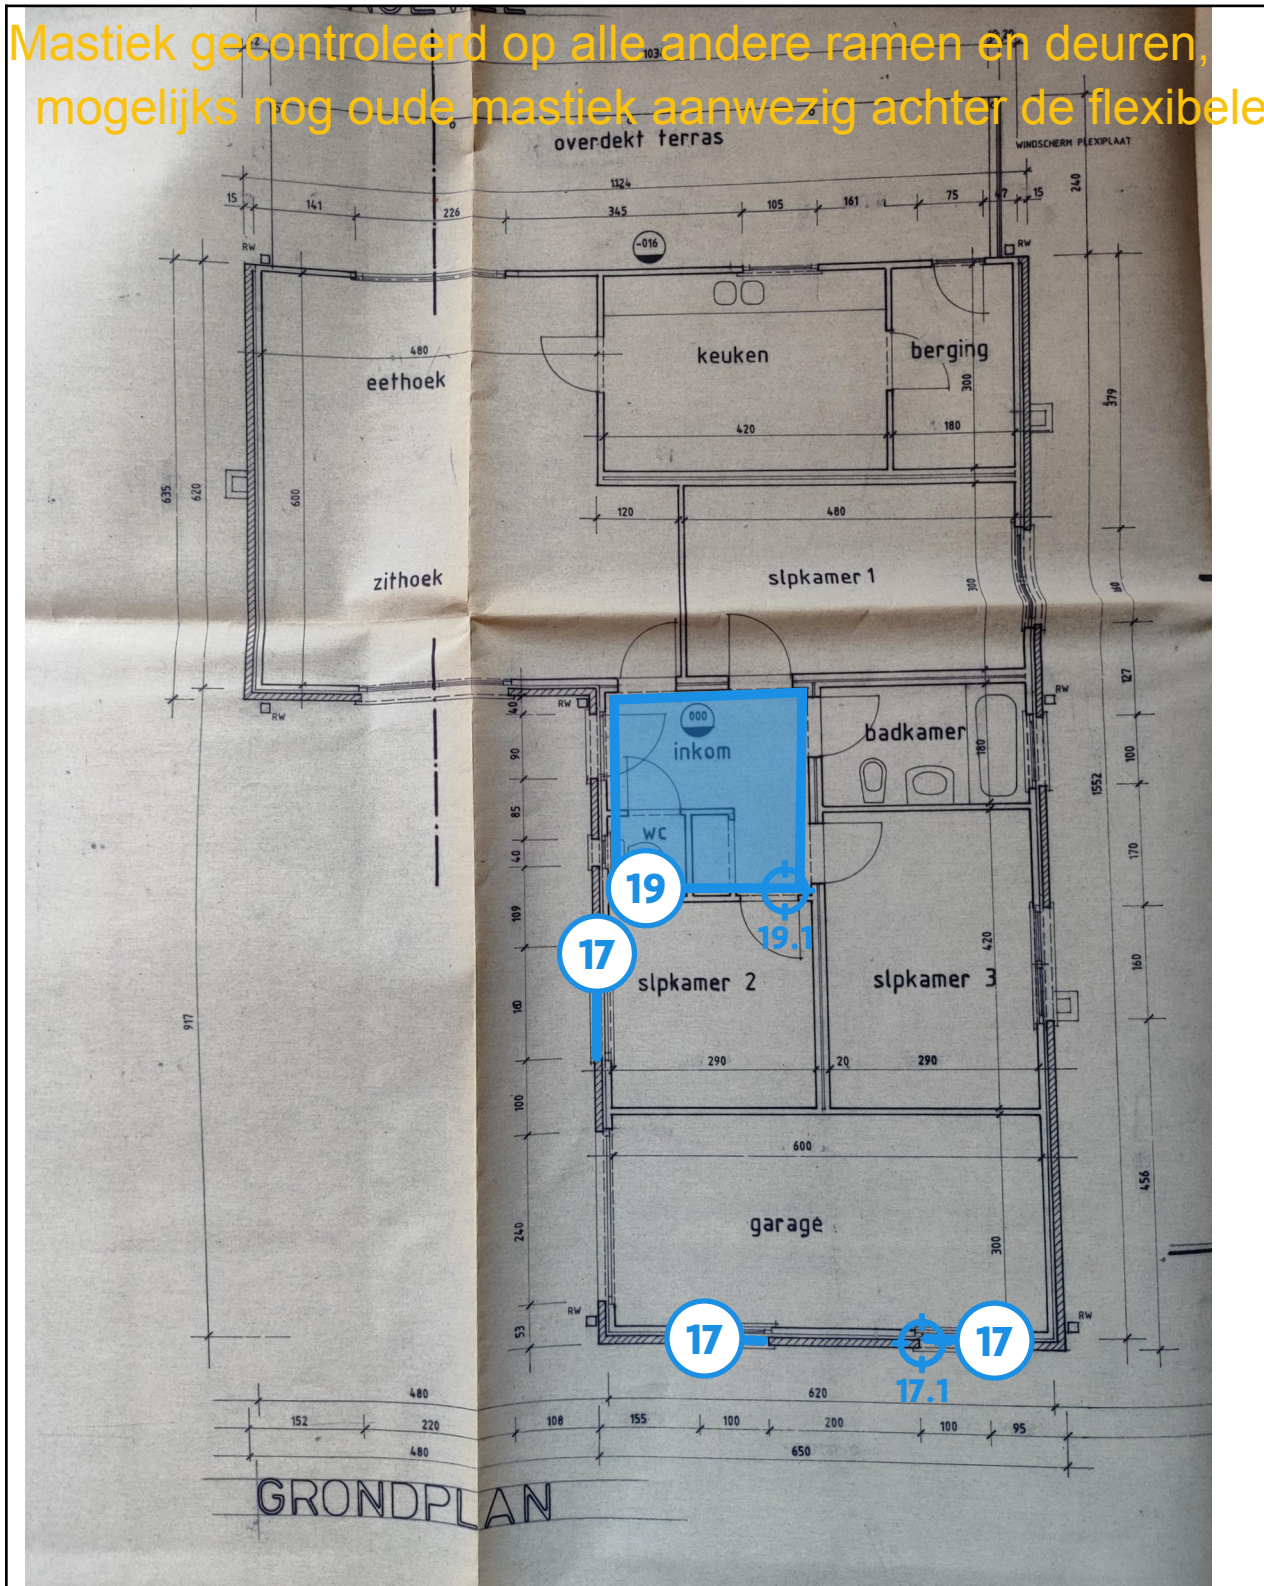 Mastiek gecontroleerd op alle andere ramen en deuren,
mogelijks nog oude mastiek aanwezig achter de flexibele
overdekt terras
WINDSCHERM PLEXIPLAAT
240
1124
15 141 226 345 105 161 75 47 15
RW -016 RW
480
eethoek
keuken
berging
300
379
420 180
635 620 600
120 480
zithoek
slpkamer 1
300
127
RW RW RW
40
000
inkom
badkamer
180
90
100
1552
85
WC
40
170
19
109
19.1
17
slpkamer 2
slpkamer 3
420
160
160
917
290 20 290
100
600
456
garage
240
300
RW RW
53
17 17
17.1
480 620
152 220 108 155 100 200 100 95
480 650
GRONDPLAN